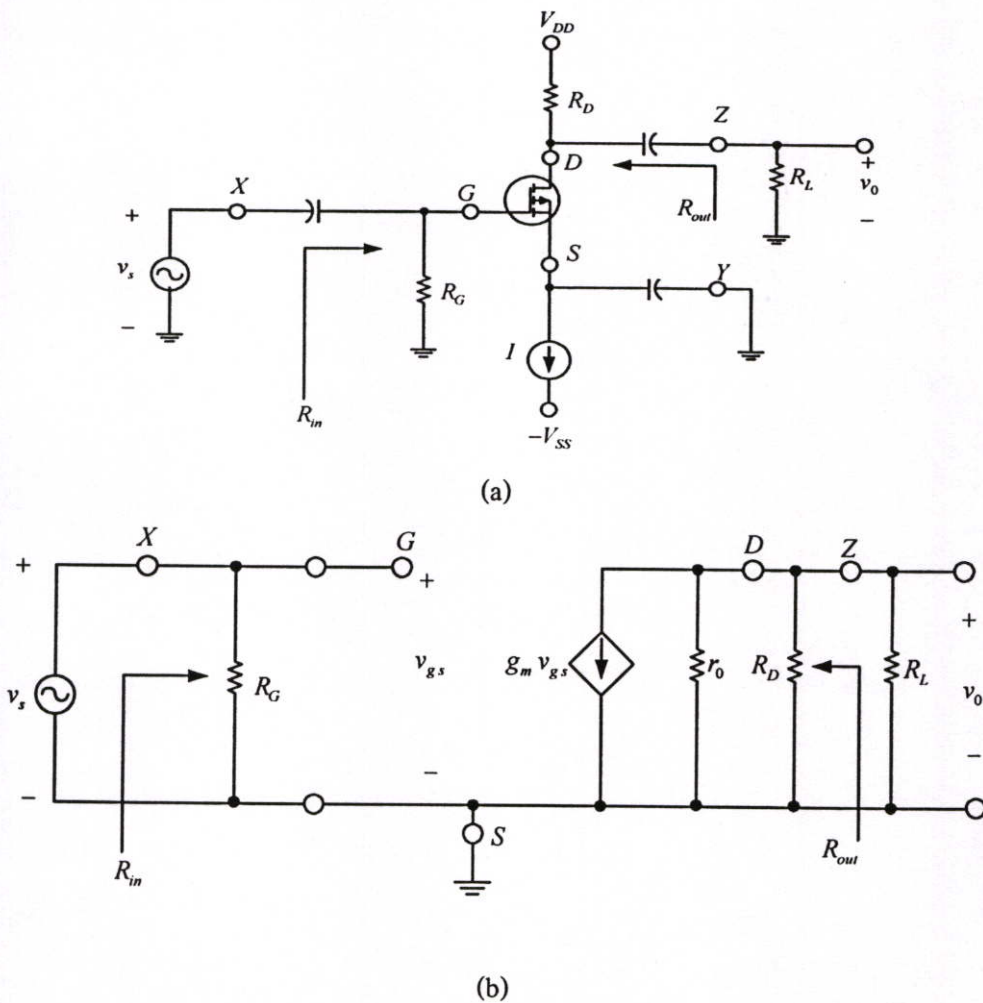 V_DD
R_D
Z
D
X
G
R_L
+
v_0
−
R_out
+
v_s
−
S
R_G
Y
I
R_in
−V_SS
(a)
X
G
D
Z
+
+
+
v_gs
g_m v_gs
r_0
R_D
R_L
R_G
v_s
v_0
−
−
−
S
R_in
R_out
(b)